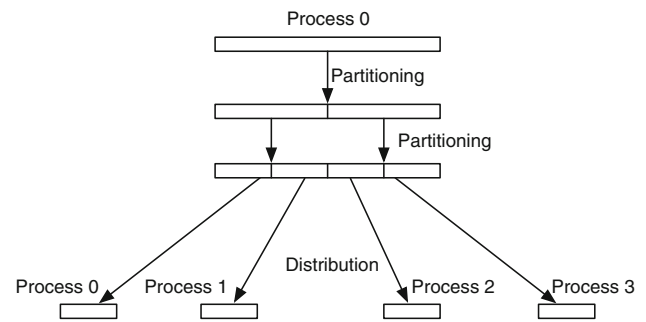 Process 0
Partitioning
Partitioning
Distribution
Process 0
Process 1
Process 2
Process 3